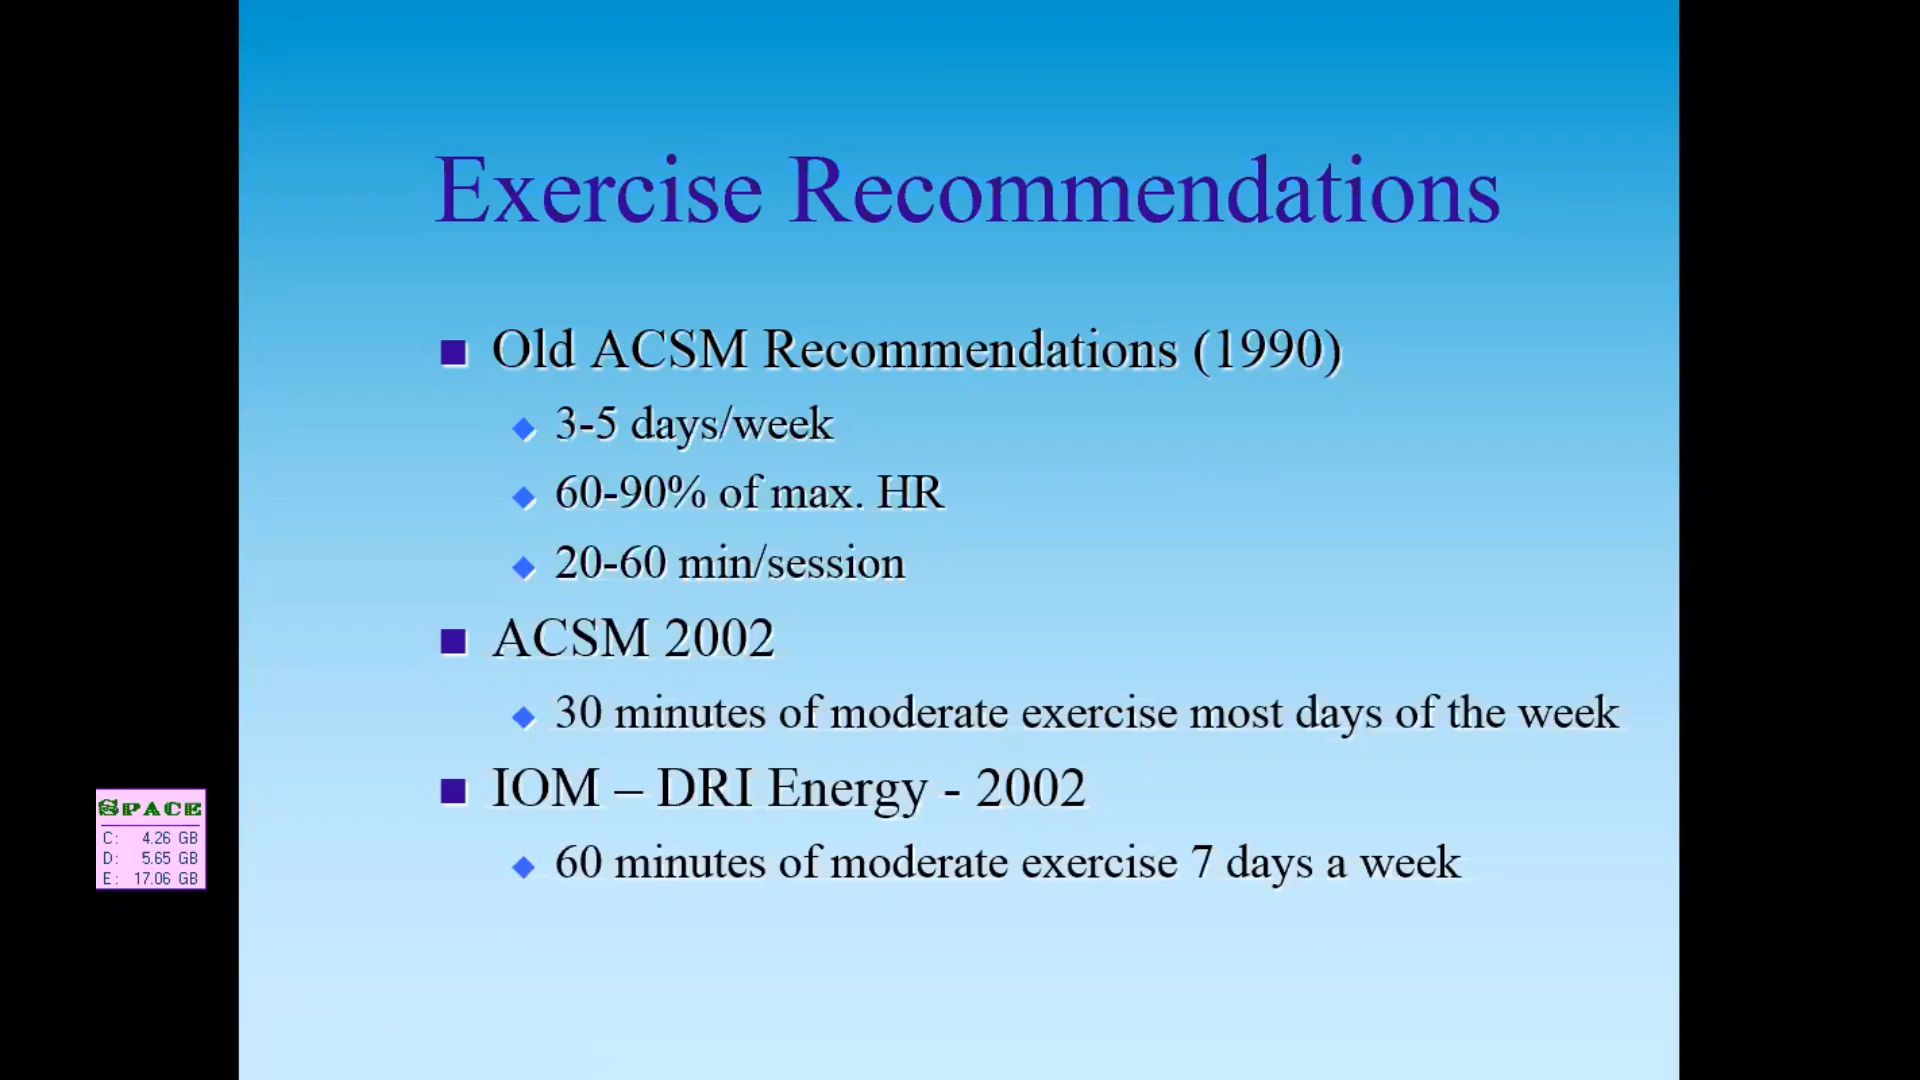 Exercise Recommendations
Old ACSM Recommendations (1990)
3-5 days/week
60-90% of max. HR
20-60 min/session
ACSM 2002
30 minutes of moderate exercise most days of the week
IOM – DRI Energy - 2002
60 minutes of moderate exercise 7 days a week
SPACE
C: 4.26 GB
D: 5.65 GB
E: 17.06 GB